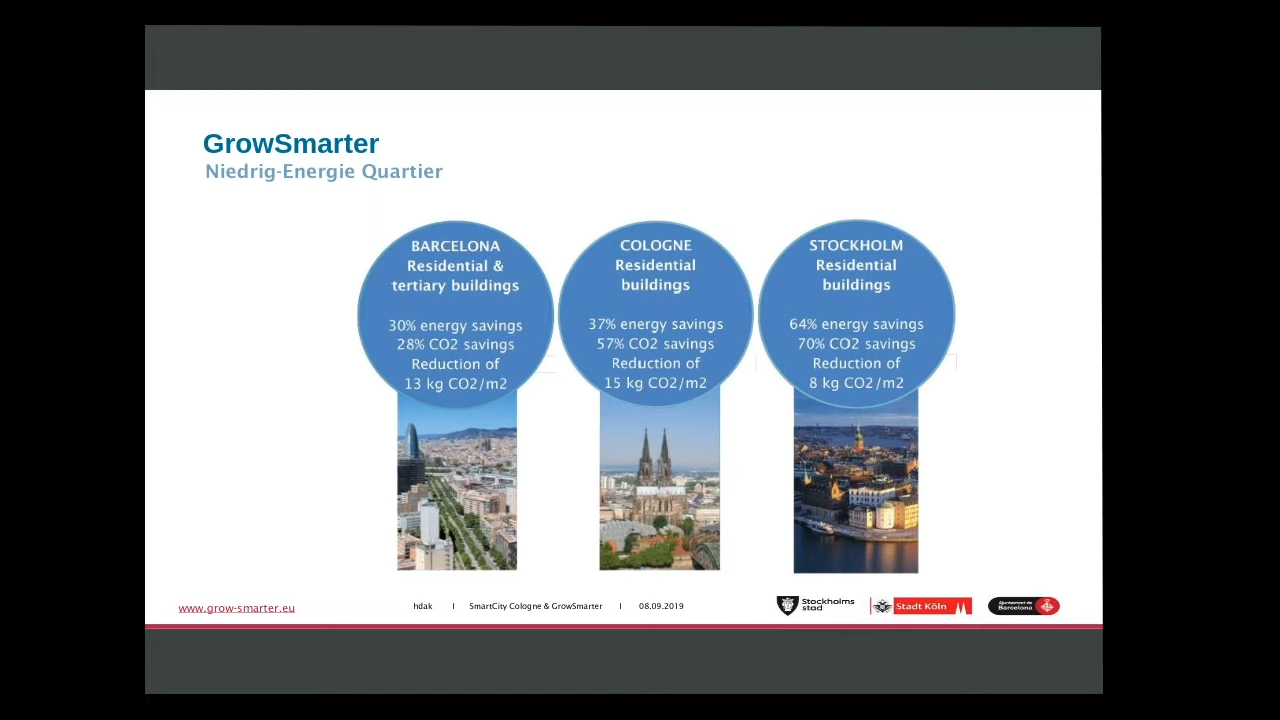 GrowSmarter
Niedrig-Energie Quartier
BARCELONA
Residential &
tertiary buildings
30% energy savings
28% CO2 savings
Reduction of
13 kg CO2/m2
COLOGNE
Residential
buildings
37% energy savings
57% CO2 savings
Reduction of
15 kg CO2/m2
STOCKHOLM
Residential
buildings
64% energy savings
70% CO2 savings
Reduction of
8 kg CO2/m2
www.grow-smarter.eu
hdak I SmartCity Cologne & GrowSmarter I 08.09.2019
Stockholms
stad
Stadt Köln
Ajuntament de
Barcelona